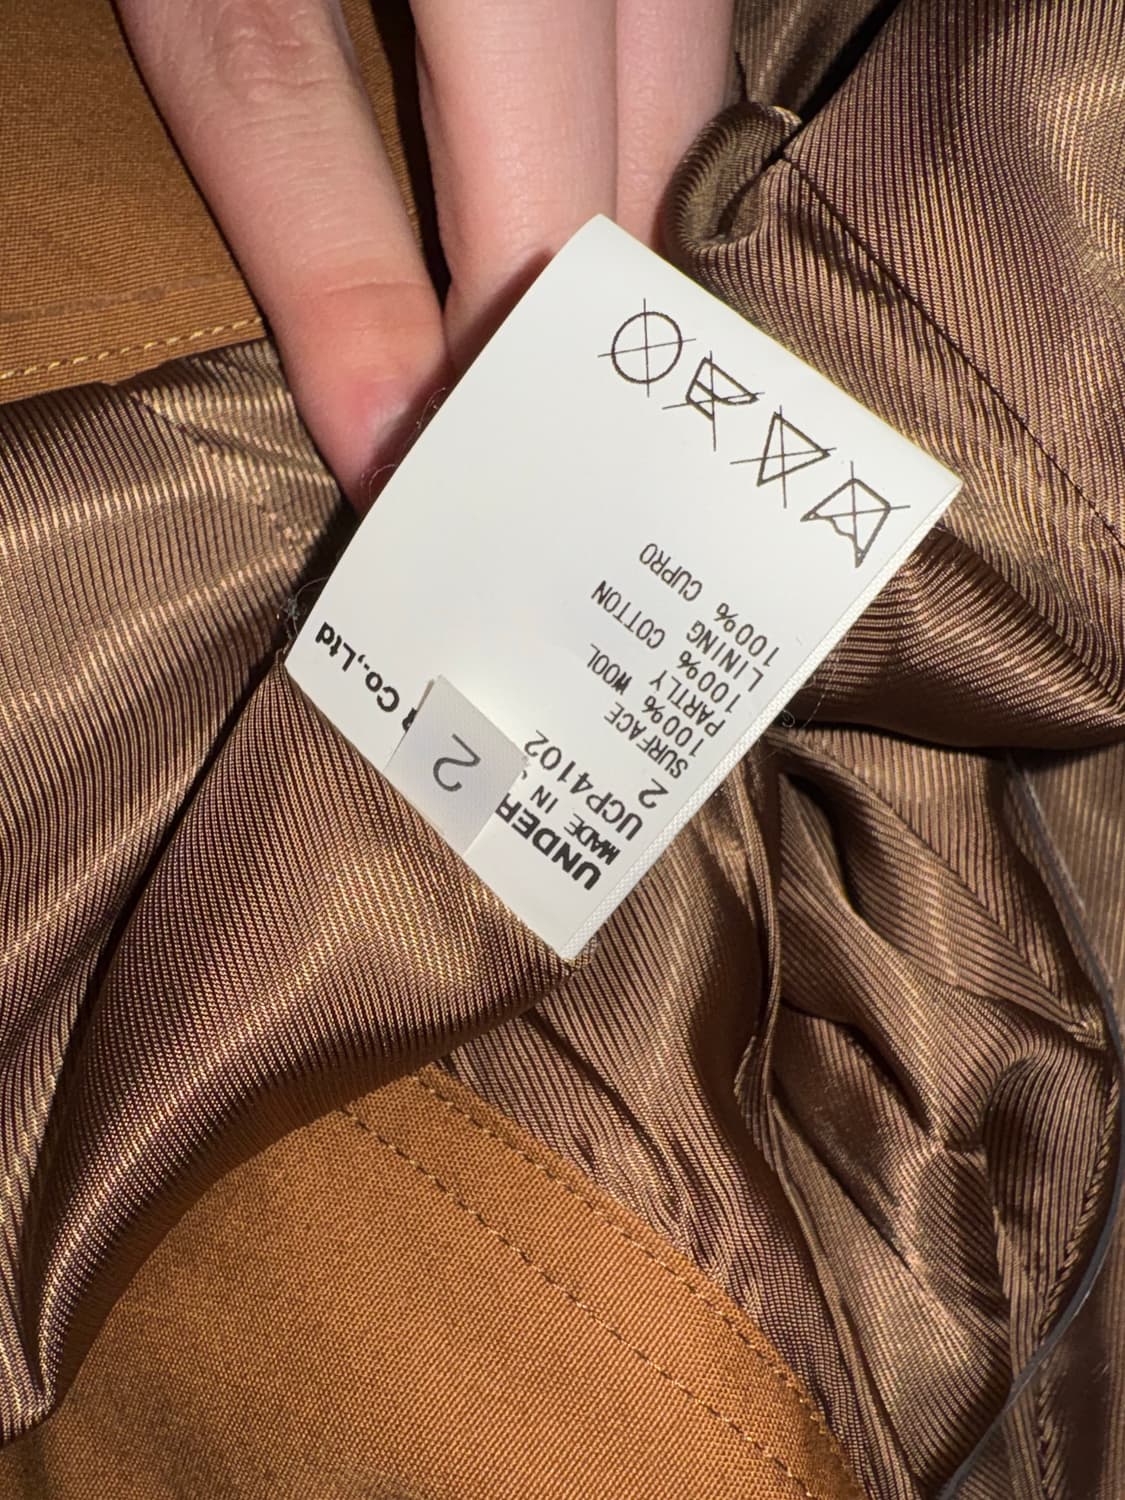 UNDER Co.,Ltd
2
MADE IN
UCP4102
2
SURFACE
100% WOOL
PARTLY
100% COTTON
LINING
100% CUPRO